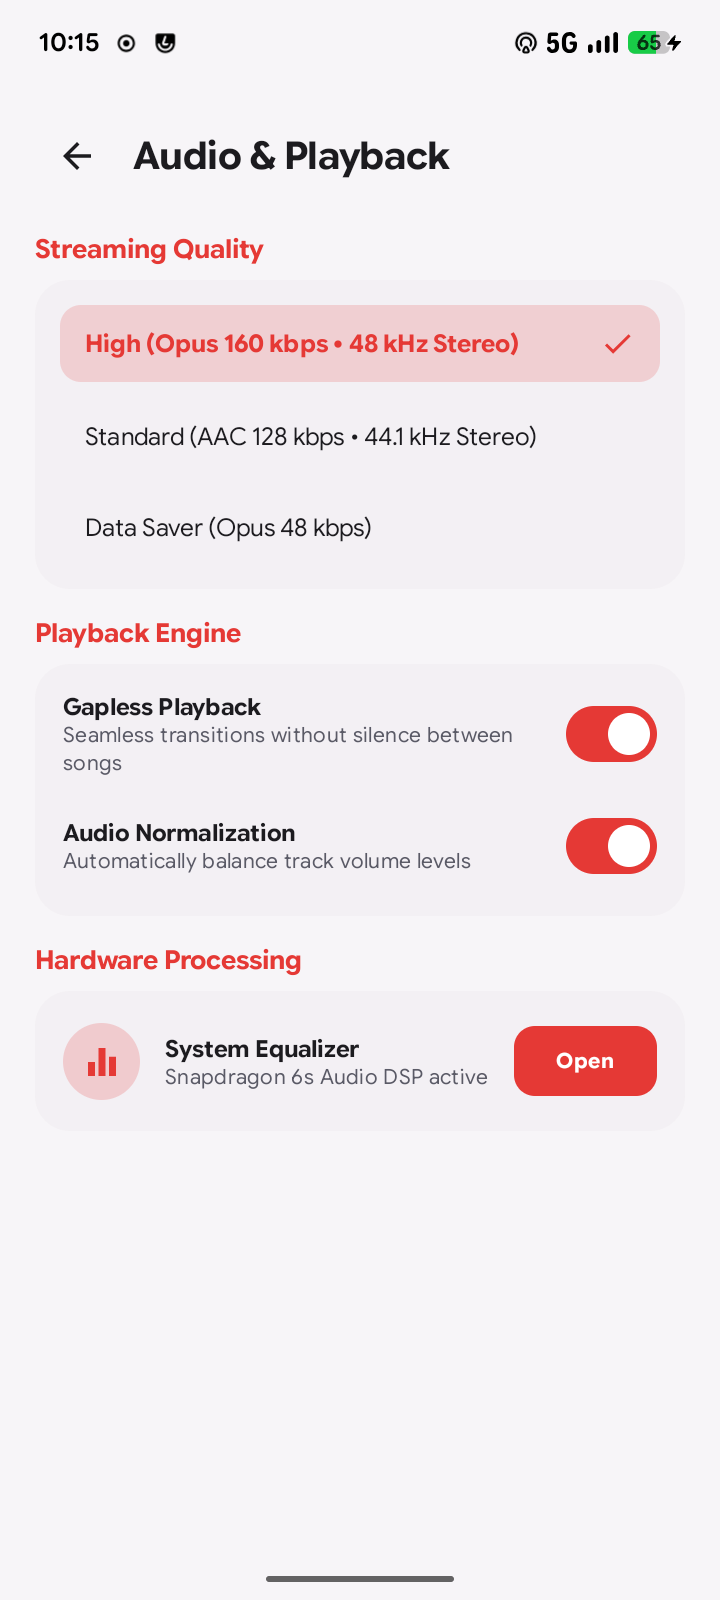 10:15
5G
65
Audio & Playback
Streaming Quality
High (Opus 160 kbps • 48 kHz Stereo)
Standard (AAC 128 kbps • 44.1 kHz Stereo)
Data Saver (Opus 48 kbps)
Playback Engine
Gapless Playback
Seamless transitions without silence between
songs
Audio Normalization
Automatically balance track volume levels
Hardware Processing
System Equalizer
Snapdragon 6s Audio DSP active
Open